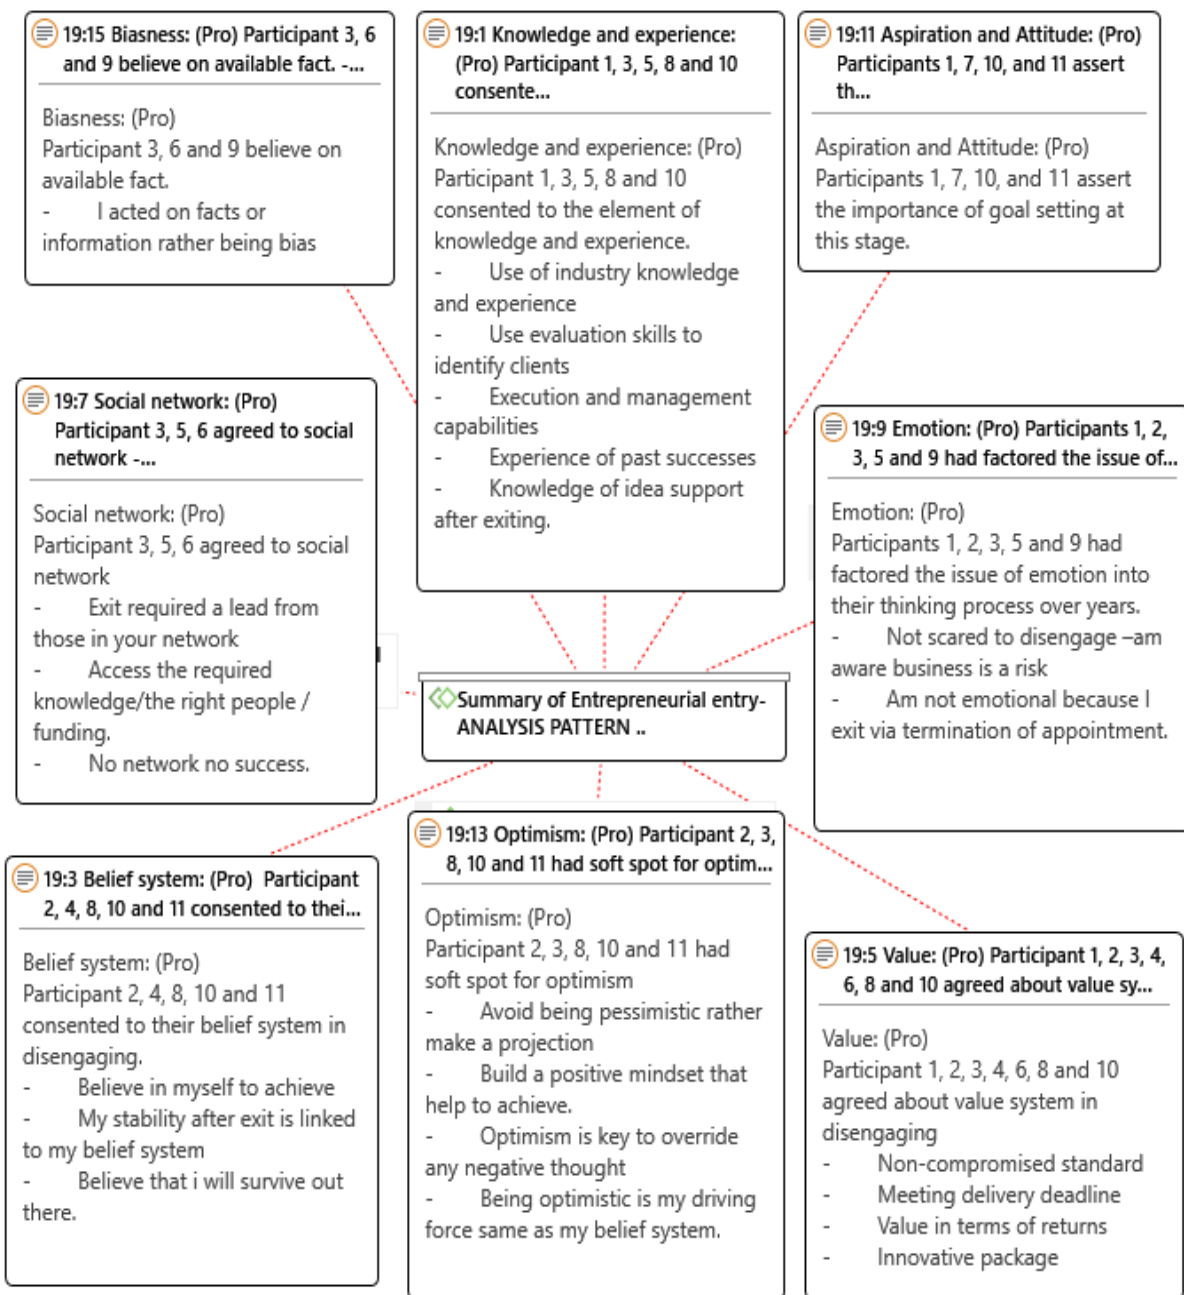 19:15 Biasness: (Pro) Participant 3, 6
and 9 believe on available fact. -...
Biasness: (Pro)
Participant 3, 6 and 9 believe on
available fact.
- I acted on facts or
information rather being bias
19:1 Knowledge and experience:
(Pro) Participant 1, 3, 5, 8 and 10
consente...
Knowledge and experience: (Pro)
Participant 1, 3, 5, 8 and 10
consented to the element of
knowledge and experience.
- Use of industry knowledge
and experience
- Use evaluation skills to
identify clients
- Execution and management
capabilities
- Experience of past successes
- Knowledge of idea support
after exiting.
19:11 Aspiration and Attitude: (Pro)
Participants 1, 7, 10, and 11 assert
th...
Aspiration and Attitude: (Pro)
Participants 1, 7, 10, and 11 assert
the importance of goal setting at
this stage.
19:7 Social network: (Pro)
Participant 3, 5, 6 agreed to social
network -...
Social network: (Pro)
Participant 3, 5, 6 agreed to social
network
- Exit required a lead from
those in your network
- Access the required
knowledge/the right people /
funding.
- No network no success.
19:9 Emotion: (Pro) Participants 1, 2,
3, 5 and 9 had factored the issue of...
Emotion: (Pro)
Participants 1, 2, 3, 5 and 9 had
factored the issue of emotion into
their thinking process over years.
- Not scared to disengage –am
aware business is a risk
- Am not emotional because I
exit via termination of appointment.
Summary of Entrepreneurial entry-
ANALYSIS PATTERN ..
19:3 Belief system: (Pro) Participant
2, 4, 8, 10 and 11 consented to thei...
Belief system: (Pro)
Participant 2, 4, 8, 10 and 11
consented to their belief system in
disengaging.
- Believe in myself to achieve
- My stability after exit is linked
to my belief system
- Believe that i will survive out
there.
19:13 Optimism: (Pro) Participant 2, 3,
8, 10 and 11 had soft spot for optim...
Optimism: (Pro)
Participant 2, 3, 8, 10 and 11 had
soft spot for optimism
- Avoid being pessimistic rather
make a projection
- Build a positive mindset that
help to achieve.
- Optimism is key to override
any negative thought
- Being optimistic is my driving
force same as my belief system.
19:5 Value: (Pro) Participant 1, 2, 3, 4,
6, 8 and 10 agreed about value sy...
Value: (Pro)
Participant 1, 2, 3, 4, 6, 8 and 10
agreed about value system in
disengaging
- Non-compromised standard
- Meeting delivery deadline
- Value in terms of returns
- Innovative package